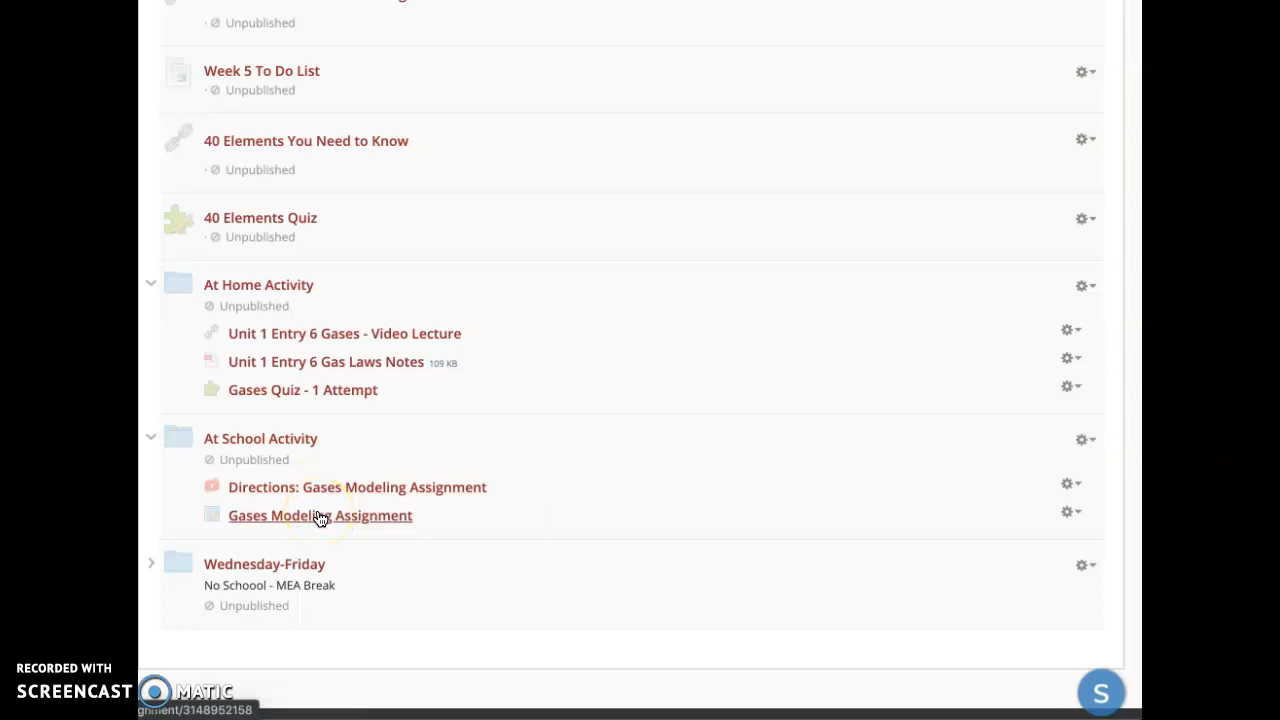 Unpublished
Week 5 To Do List
Unpublished
40 Elements You Need to Know
Unpublished
40 Elements Quiz
Unpublished
At Home Activity
Unpublished
Unit 1 Entry 6 Gases - Video Lecture
Unit 1 Entry 6 Gas Laws Notes 109 KB
Gases Quiz - 1 Attempt
At School Activity
Unpublished
Directions: Gases Modeling Assignment
Gases Modeling Assignment
Wednesday-Friday
No Schoool - MEA Break
Unpublished
RECORDED WITH
SCREENCAST MATIC
S
gnment/3148952158